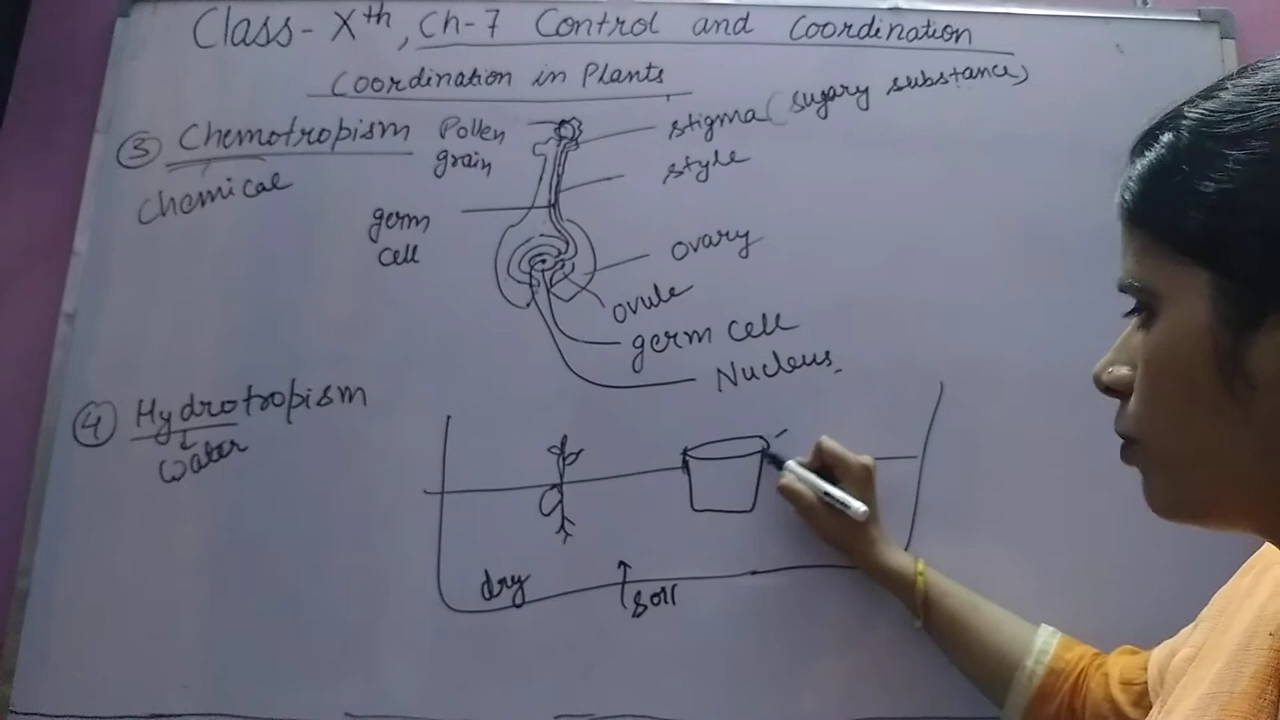 Class - Xth, Ch-7 Control and Coordination
Coordination in Plants
③ Chemotropism
Chemical
Pollen grain
stigma (sugary substance)
style
germ cell
ovary
ovule
germ cell
Nucleus
④ Hydrotropism
↓
water
dry
soil